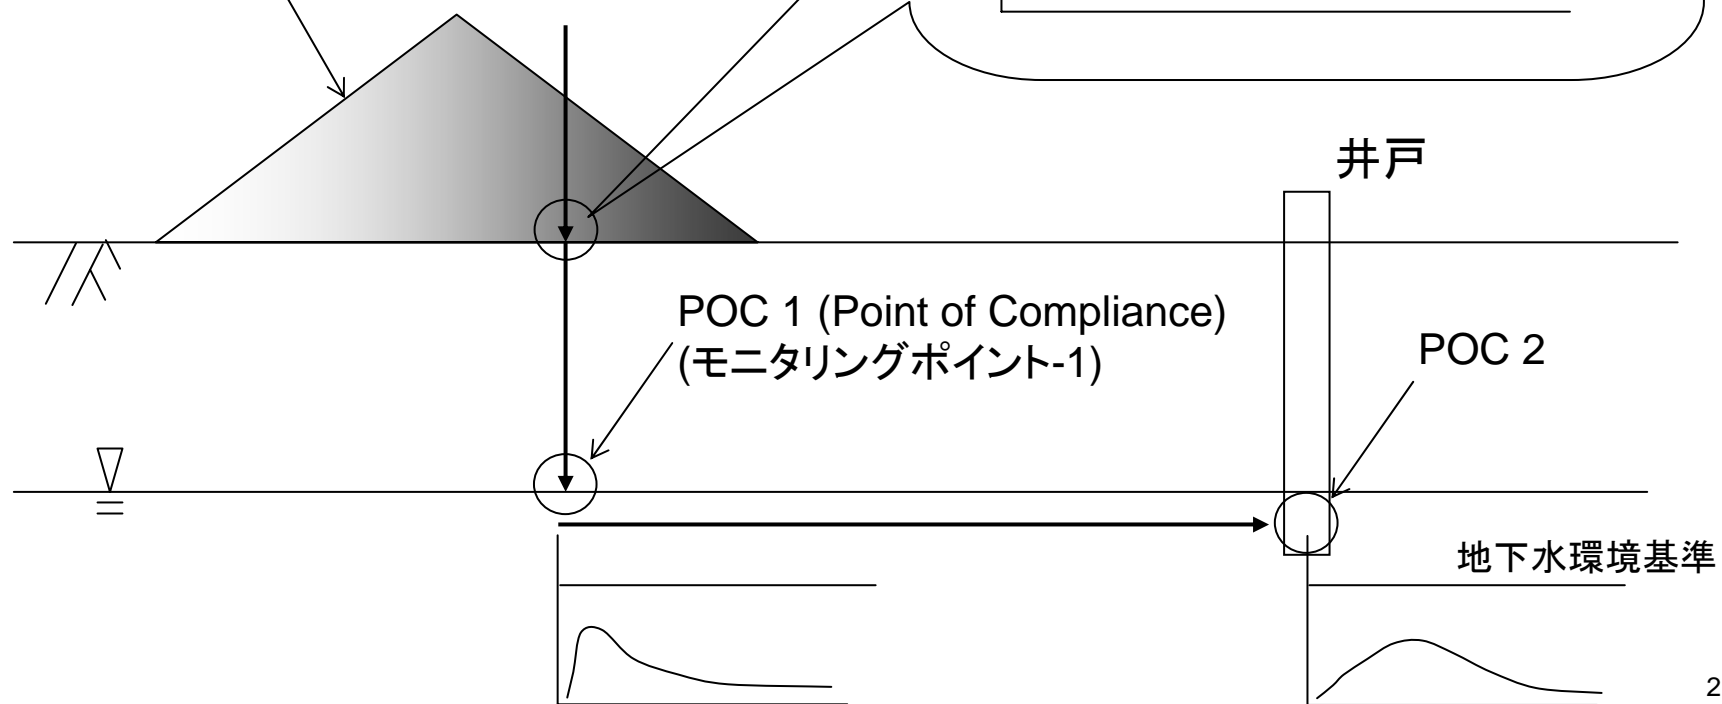 井戸
POC 1 (Point of Compliance)
(モニタリングポイント-1)
POC 2
地下水環境基準
2